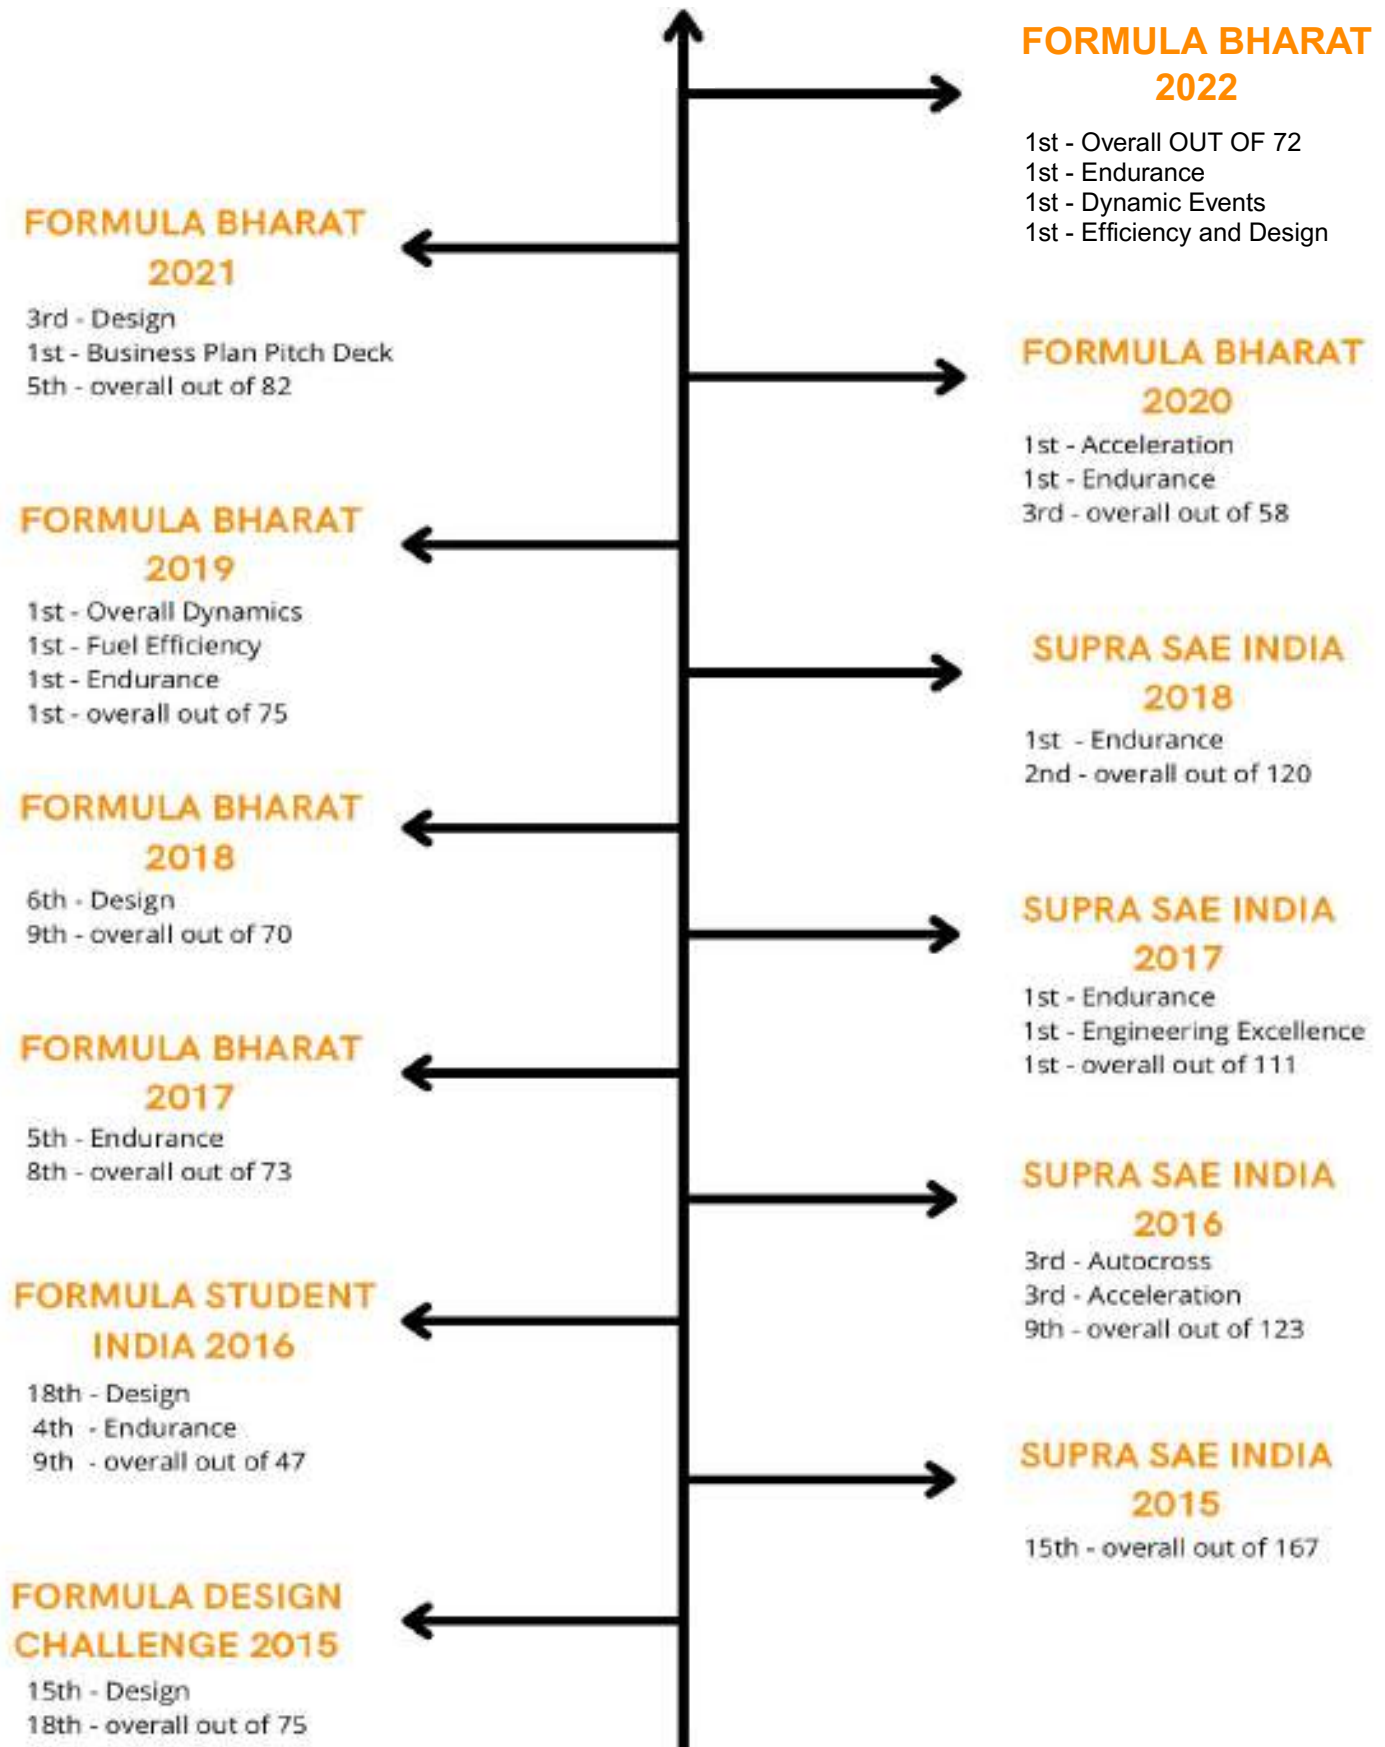 FORMULA BHARAT
2022
1st - Overall OUT OF 72
1st - Endurance
1st - Dynamic Events
1st - Efficiency and Design
FORMULA BHARAT
2021
3rd - Design
1st - Business Plan Pitch Deck
5th - overall out of 82
FORMULA BHARAT
2020
1st - Acceleration
1st - Endurance
3rd - overall out of 58
FORMULA BHARAT
2019
1st - Overall Dynamics
1st - Fuel Efficiency
1st - Endurance
1st - overall out of 75
SUPRA SAE INDIA
2018
1st - Endurance
2nd - overall out of 120
FORMULA BHARAT
2018
6th - Design
9th - overall out of 70
SUPRA SAE INDIA
2017
1st - Endurance
1st - Engineering Excellence
1st - overall out of 111
FORMULA BHARAT
2017
5th - Endurance
8th - overall out of 73
SUPRA SAE INDIA
2016
3rd - Autocross
3rd - Acceleration
9th - overall out of 123
FORMULA STUDENT
INDIA 2016
18th - Design
4th - Endurance
9th - overall out of 47
SUPRA SAE INDIA
2015
15th - overall out of 167
FORMULA DESIGN
CHALLENGE 2015
15th - Design
18th - overall out of 75